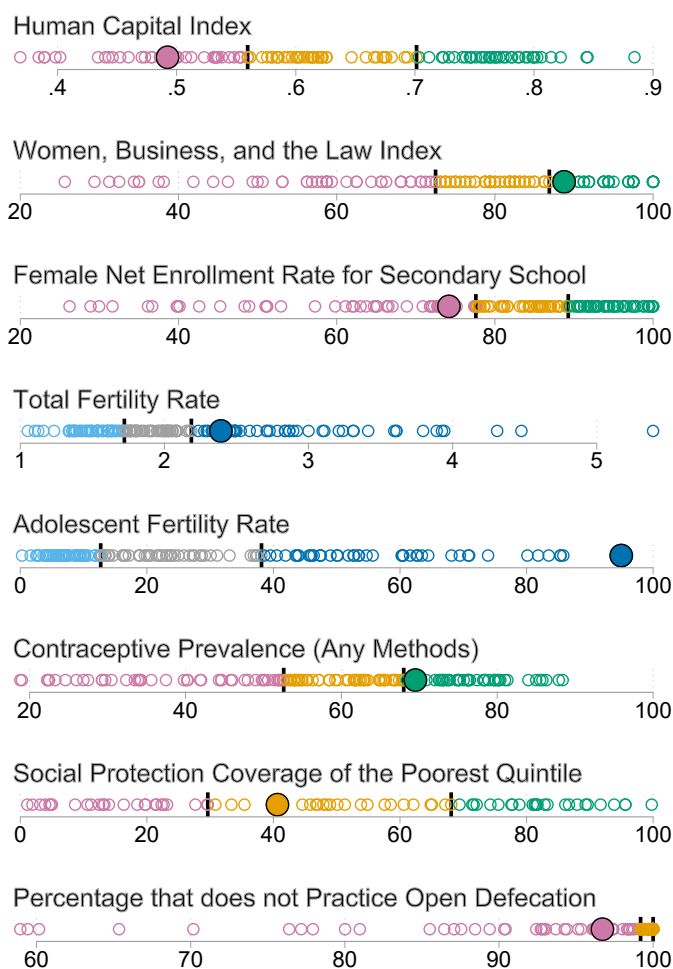 Human Capital Index
.4 .5 .6 .7 .8 .9
Women, Business, and the Law Index
20 40 60 80 100
Female Net Enrollment Rate for Secondary School
20 40 60 80 100
Total Fertility Rate
1 2 3 4 5
Adolescent Fertility Rate
0 20 40 60 80 100
Contraceptive Prevalence (Any Methods)
20 40 60 80 100
Social Protection Coverage of the Poorest Quintile
0 20 40 60 80 100
Percentage that does not Practice Open Defecation
60 70 80 90 100